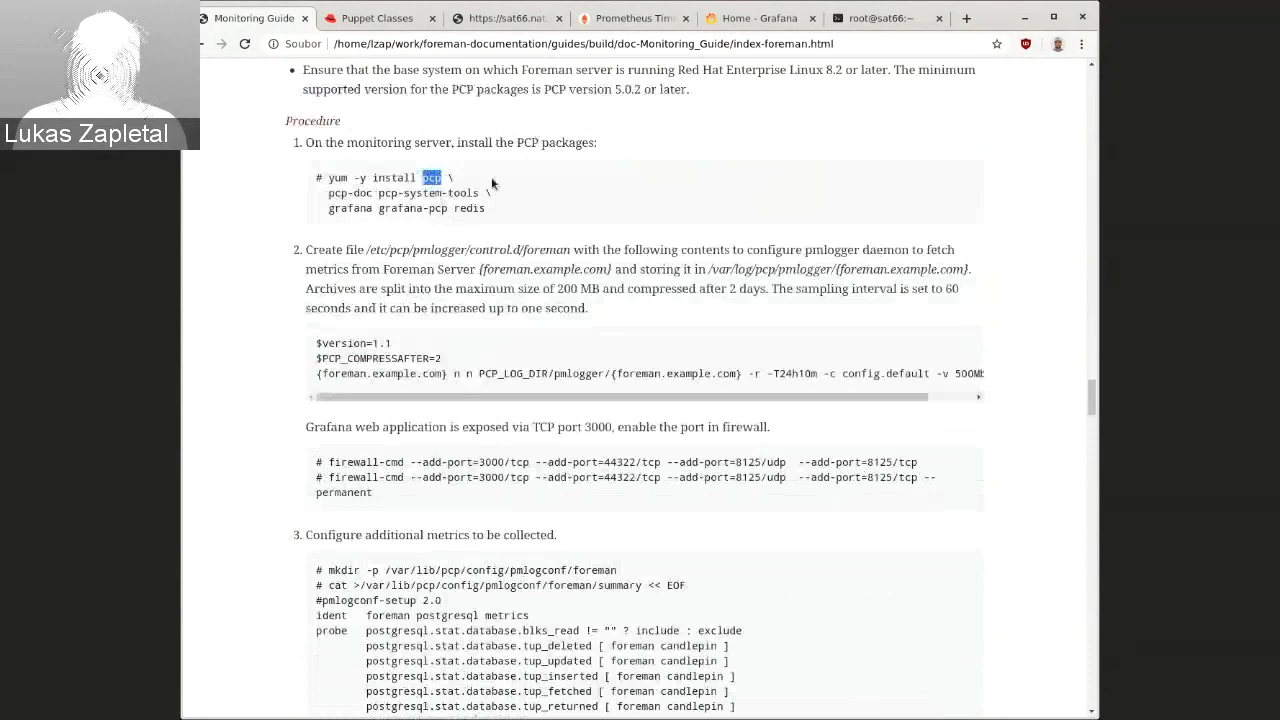 Monitoring Guide
Puppet Classes
https://sat66.nat.
Prometheus Tim
Home - Grafana
root@sat66:~
Soubor
/home/lzap/work/foreman-documentation/guides/build/doc-Monitoring_Guide/index-foreman.html
Lukas Zapletal
Ensure that the base system on which Foreman server is running Red Hat Enterprise Linux 8.2 or later. The minimum
supported version for the PCP packages is PCP version 5.0.2 or later.
Procedure
1. On the monitoring server, install the PCP packages:
# yum -y install pcp \
pcp-doc pcp-system-tools \
grafana grafana-pcp redis
2. Create file /etc/pcp/pmlogger/control.d/foreman with the following contents to configure pmlogger daemon to fetch
metrics from Foreman Server {foreman.example.com} and storing it in /var/log/pcp/pmlogger/{foreman.example.com}.
Archives are split into the maximum size of 200 MB and compressed after 2 days. The sampling interval is set to 60
seconds and it can be increased up to one second.
$version=1.1
$PCP_COMPRESSAFTER=2
{foreman.example.com} n n PCP_LOG_DIR/pmlogger/{foreman.example.com} -r -T24h10m -c config.default -v 500Mb
Grafana web application is exposed via TCP port 3000, enable the port in firewall.
# firewall-cmd --add-port=3000/tcp --add-port=44322/tcp --add-port=8125/udp --add-port=8125/tcp
# firewall-cmd --add-port=3000/tcp --add-port=44322/tcp --add-port=8125/udp --add-port=8125/tcp --
permanent
3. Configure additional metrics to be collected.
# mkdir -p /var/lib/pcp/config/pmlogconf/foreman
# cat >/var/lib/pcp/config/pmlogconf/foreman/summary << EOF
#pmlogconf-setup 2.0
ident foreman postgresql metrics
probe postgresql.stat.database.blks_read != "" ? include : exclude
postgresql.stat.database.tup_deleted [ foreman candlepin ]
postgresql.stat.database.tup_updated [ foreman candlepin ]
postgresql.stat.database.tup_inserted [ foreman candlepin ]
postgresql.stat.database.tup_fetched [ foreman candlepin ]
postgresql.stat.database.tup_returned [ foreman candlepin ]